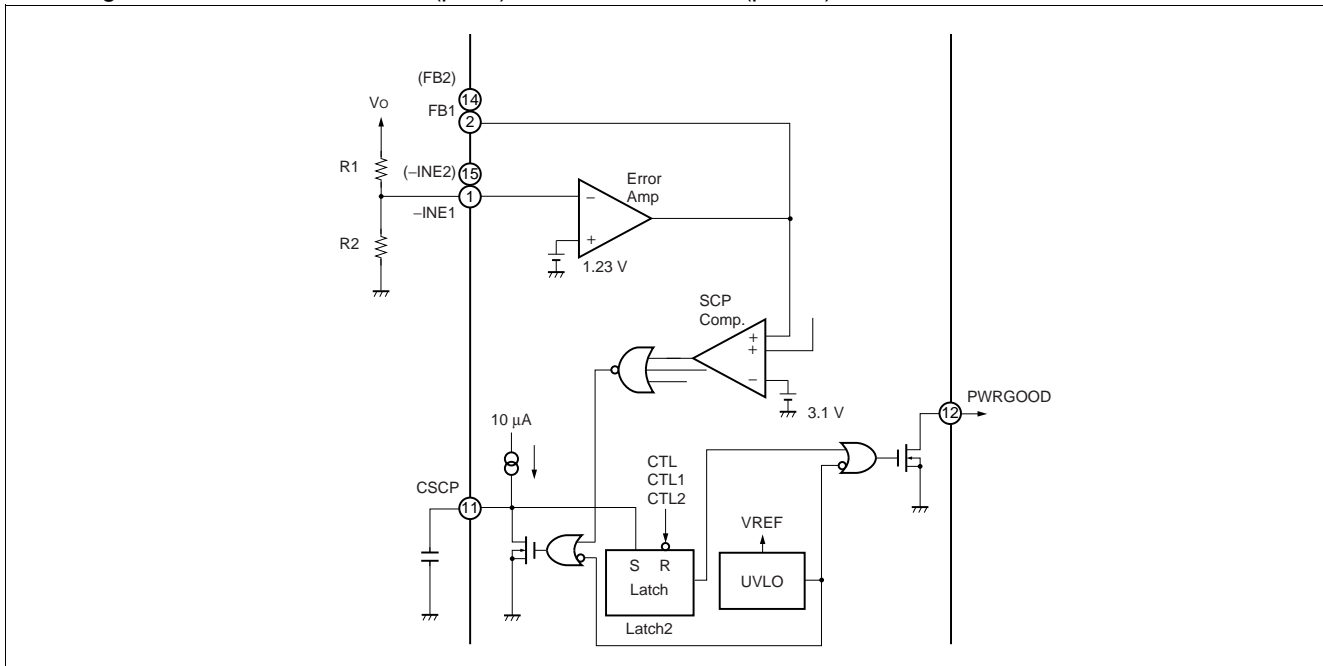 (FB2)
14
Vo
FB1
2
R1
(−INE2)
15
1
−INE1
R2
Error
Amp
−
+
1.23 V
SCP
Comp.
+
+
−
3.1 V
PWRGOOD
12
10 µA
CTL
CTL1
CTL2
CSCP
11
VREF
S R
Latch
UVLO
Latch2